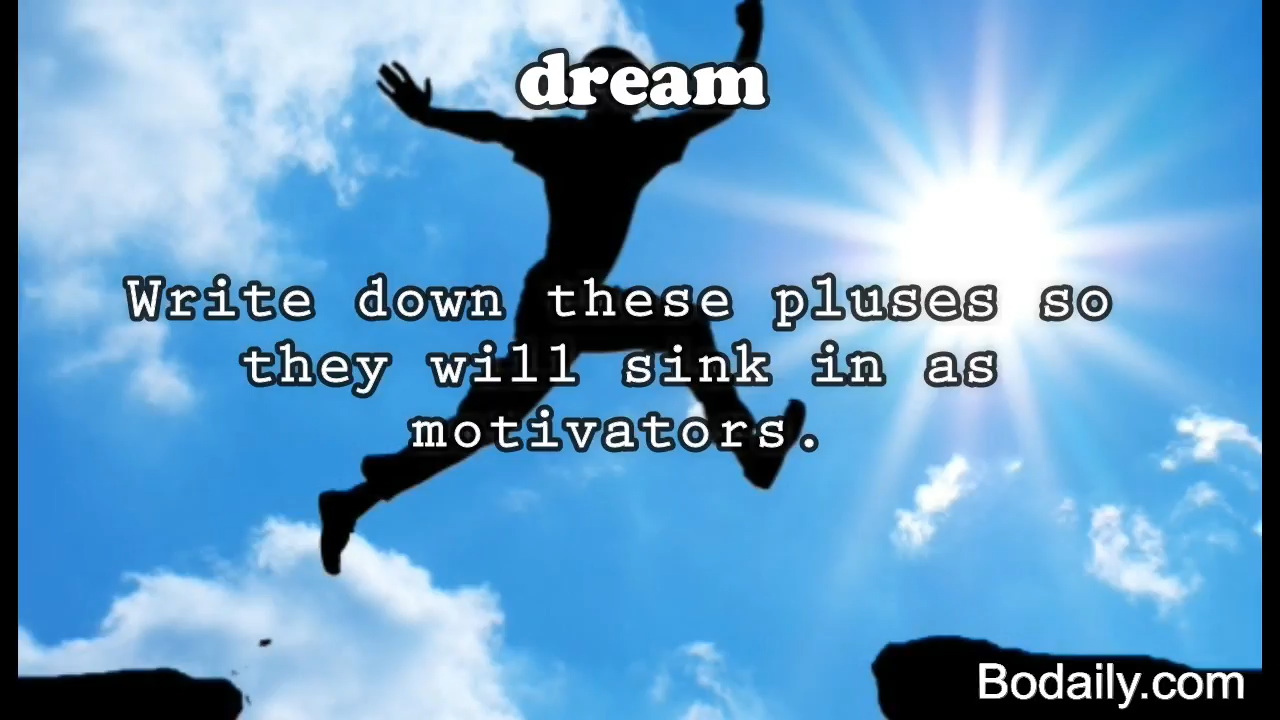 dream
Write down these pluses so
they will sink in as
motivators.
Bodaily.com